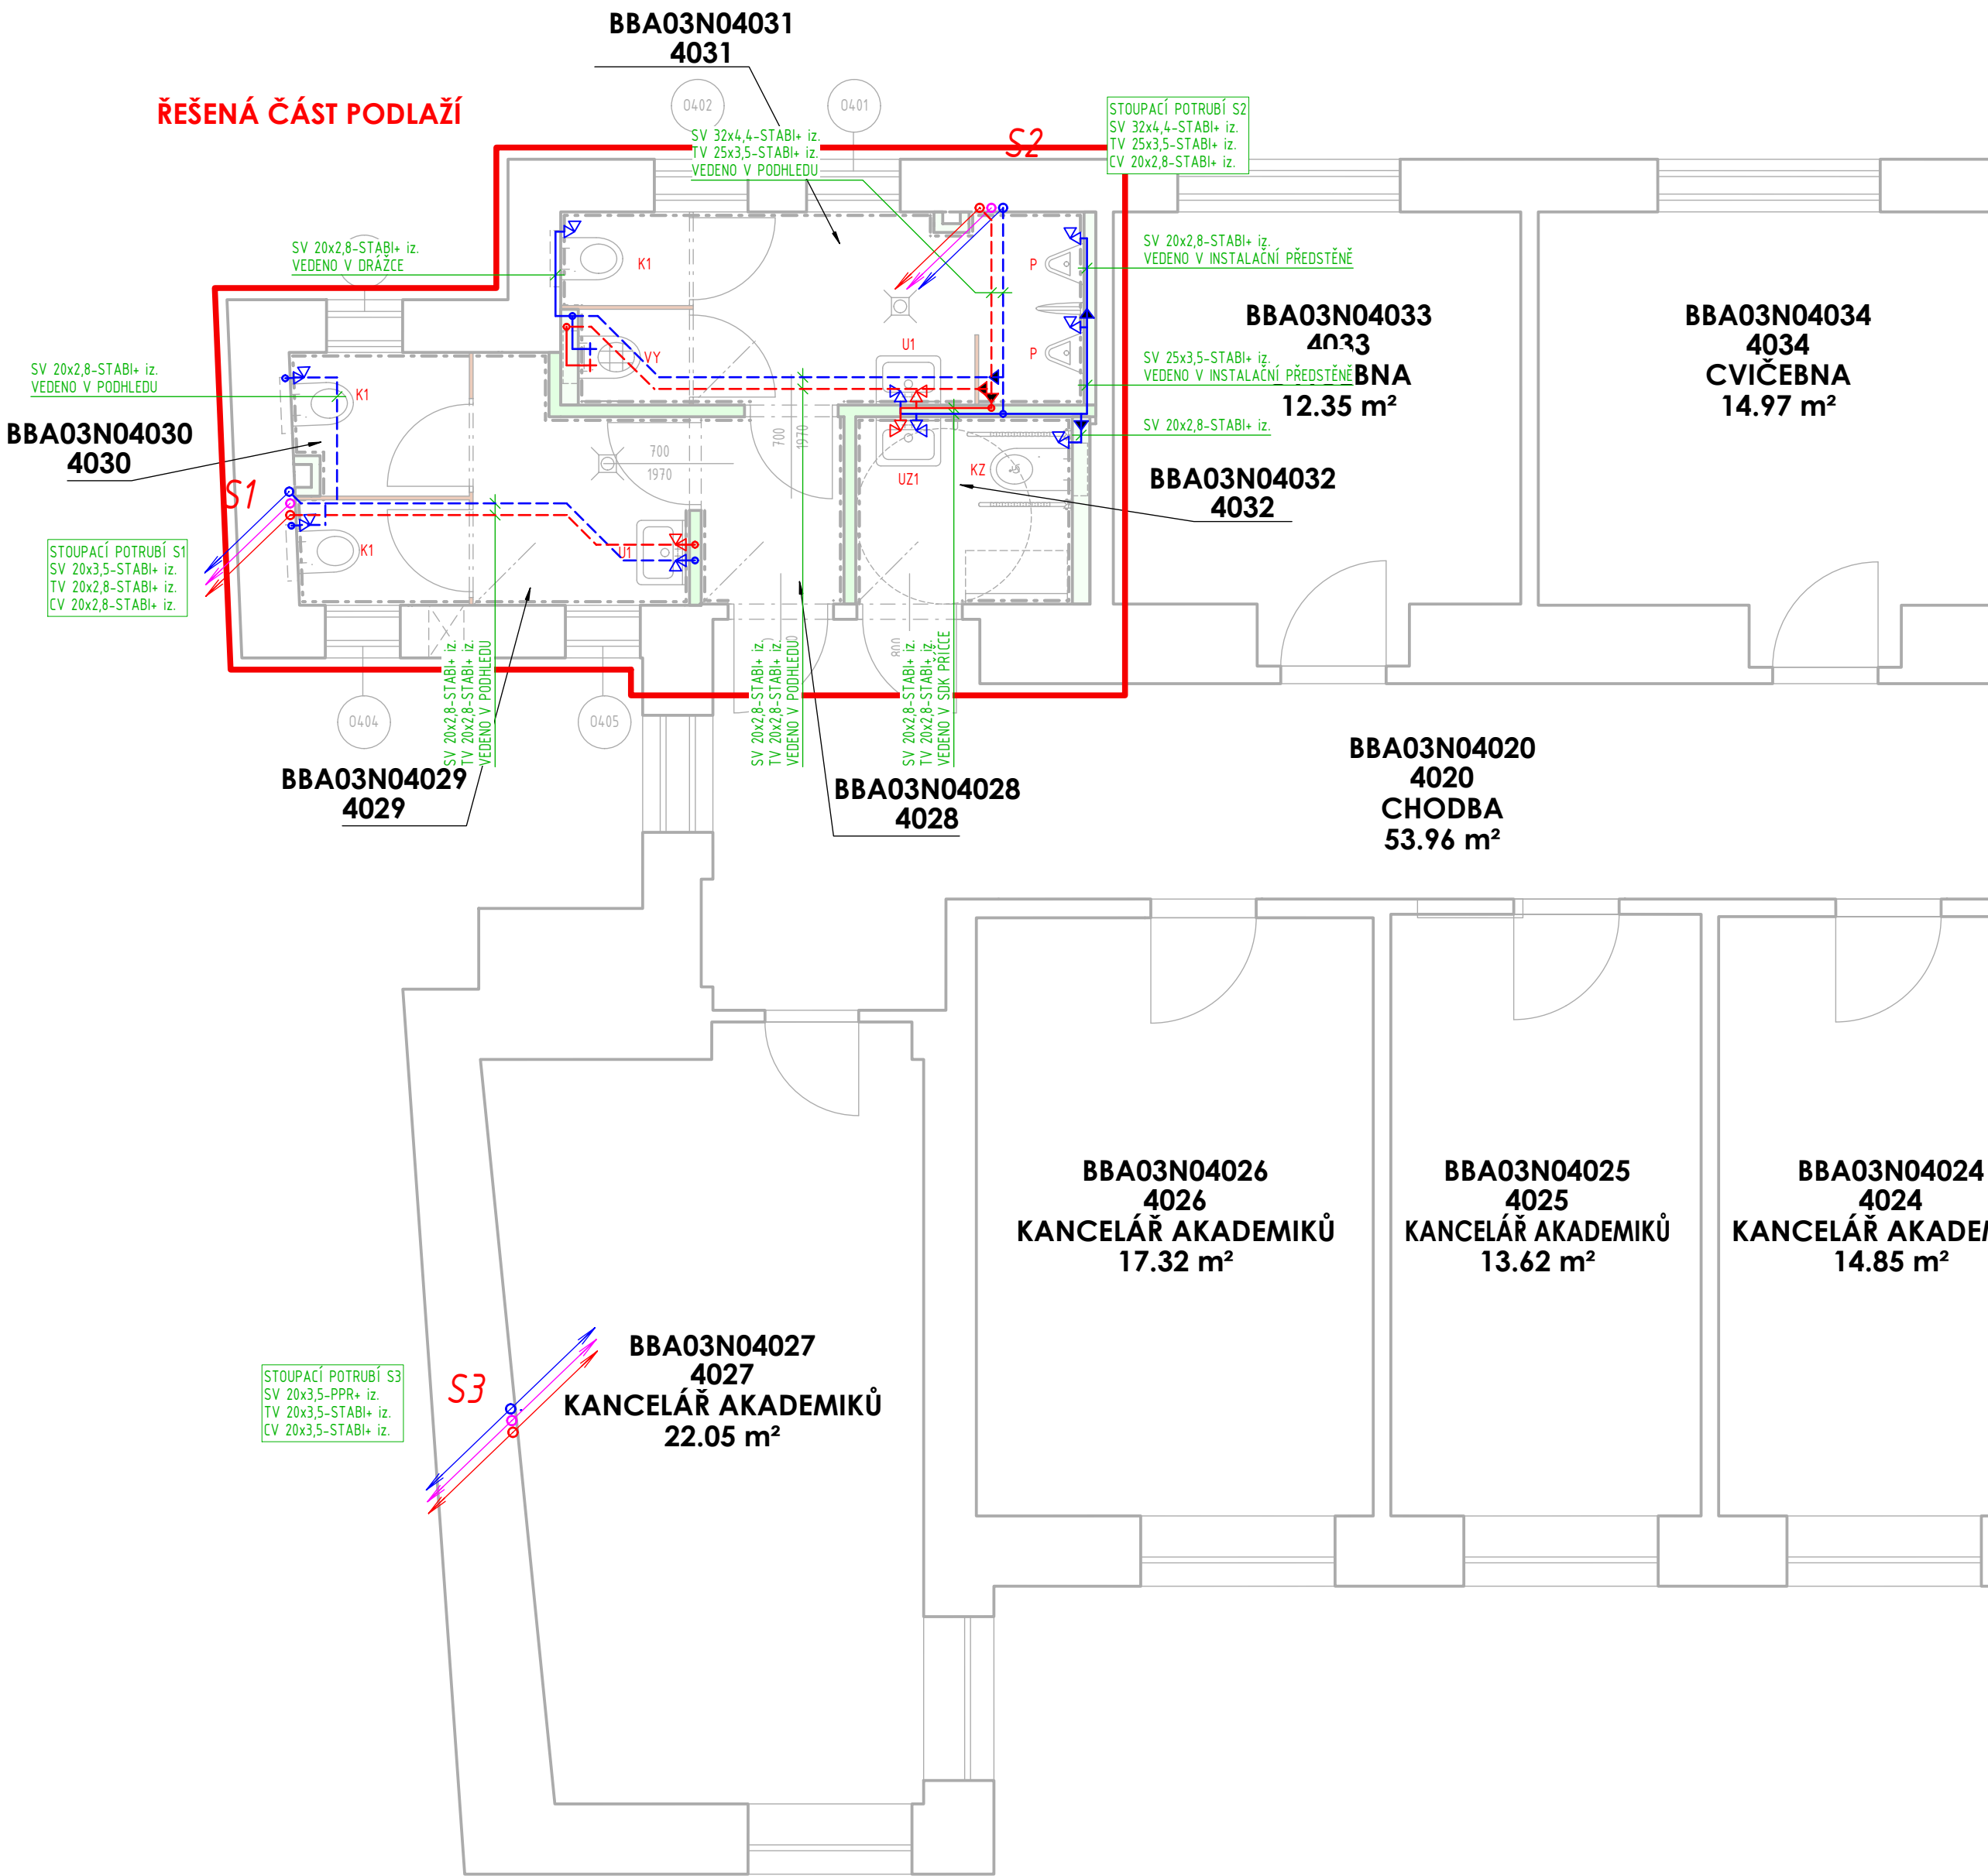 BBA03N04031
4031
ŘEŠENÁ ČÁST PODLAŽÍ
O402
O401
SV 32x4,4-STABI+ iz.
TV 25x3,5-STABI+ iz.
VEDENO V PODHLEDU
S2
STOUPACÍ POTRUBÍ S2
SV 32x4,4-STABI+ iz.
TV 25x3,5-STABI+ iz.
CV 20x2,8-STABI+ iz.
SV 20x2,8-STABI+ iz.
VEDENO V DRÁŽCE
K1
P
SV 20x2,8-STABI+ iz.
VEDENO V INSTALAČNÍ PŘEDSTĚNĚ
BBA03N04033
4033
BNA
12.35 m²
BBA03N04034
4034
CVIČEBNA
14.97 m²
U1
VY
P
SV 25x3,5-STABI+ iz.
VEDENO V INSTALAČNÍ PŘEDSTĚNĚ
SV 20x2,8-STABI+ iz.
VEDENO V PODHLEDU
K1
BBA03N04030
4030
700
1970
700
1970
UZ1
KZ
SV 20x2,8-STABI+ iz.
BBA03N04032
4032
S1
K1
U1
STOUPACÍ POTRUBÍ S1
SV 20x3,5-STABI+ iz.
TV 20x2,8-STABI+ iz.
CV 20x2,8-STABI+ iz.
O404
O405
SV 20x2,8-STABI+ iz.
TV 20x2,8-STABI+ iz.
VEDENO V PODHLEDU
SV 20x2,8-STABI+ iz.
TV 20x2,8-STABI+ iz.
VEDENO V PODHLEDU
SV 20x2,8-STABI+ iz.
TV 20x2,8-STABI+ iz.
VEDENO V SDK PŘÍČCE
BBA03N04029
4029
BBA03N04028
4028
BBA03N04020
4020
CHODBA
53.96 m²
BBA03N04026
4026
KANCELÁŘ AKADEMIKŮ
17.32 m²
BBA03N04025
4025
KANCELÁŘ AKADEMIKŮ
13.62 m²
BBA03N04024
4024
KANCELÁŘ AKADEM
14.85 m²
STOUPACÍ POTRUBÍ S3
SV 20x3,5-PPR+ iz.
TV 20x3,5-STABI+ iz.
CV 20x3,5-STABI+ iz.
S3
BBA03N04027
4027
KANCELÁŘ AKADEMIKŮ
22.05 m²